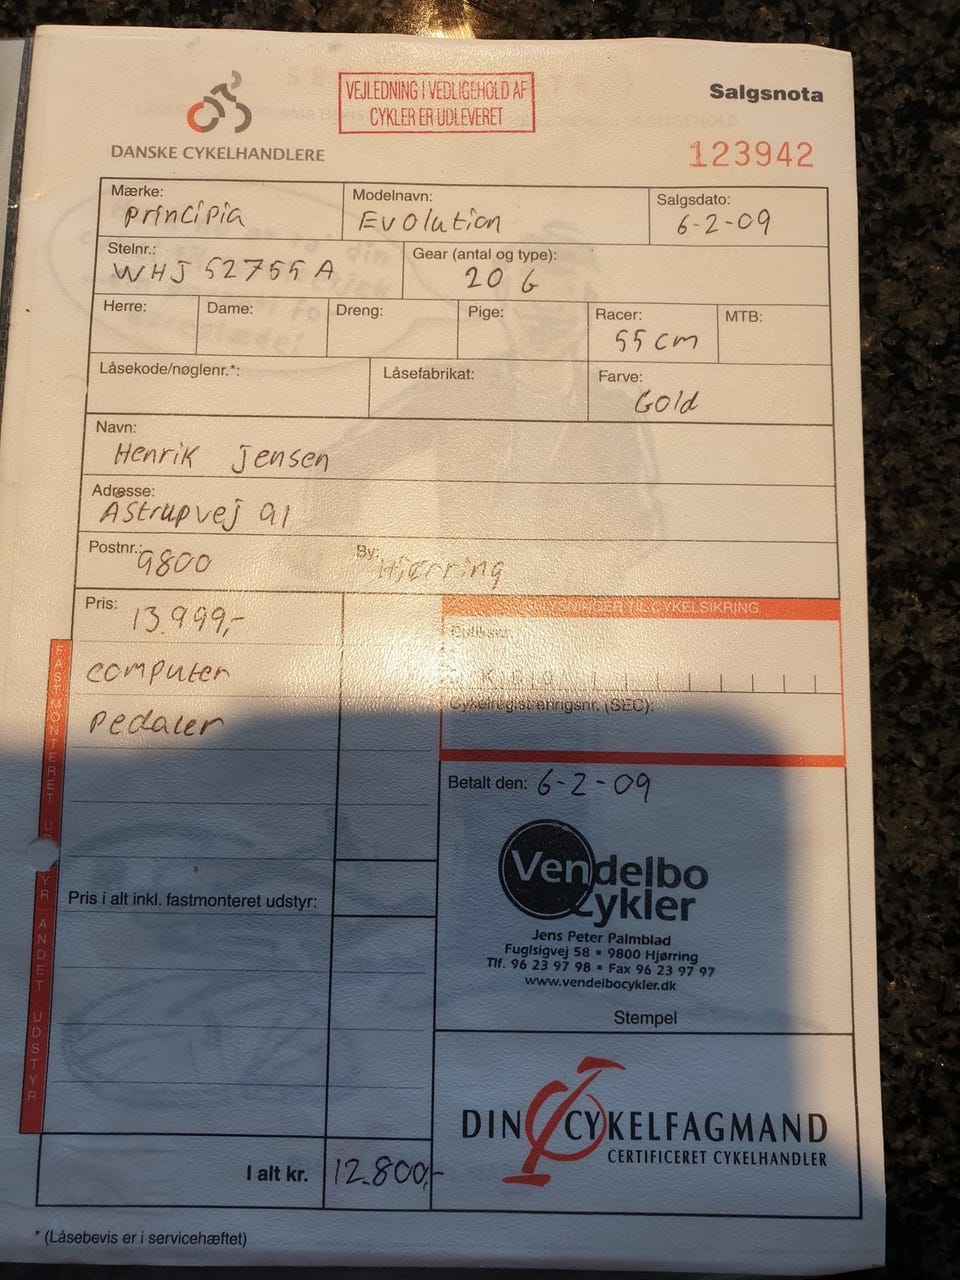 VEJLEDNING I VEDLIGEHOLD AF
CYKLER ER UDLEVERET
Salgsnota
DANSKE CYKELHANDLERE
123942
Mærke:
Principia
Modelnavn:
Evolution
Salgsdato:
6-2-09
Stelnr.:
WHJ 52755 A
Gear (antal og type):
20 G
Herre:
Dame:
Dreng:
Pige:
Racer:
55 cm
MTB:
Låsekode/nøglenr.*:
Låsefabrikat:
Farve:
Gold
Navn:
Henrik Jensen
Adresse:
Åstrupvej 91
Postnr.:
9800
By:
Hjørring
Pris:
13.999,-
computer
Pedaler
TIL CYKELSIKRING
Cykelregistreringsnr. (SEC):
Betalt den: 6-2-09
FASTMONTERET UDSTYR
ANDET UDSTYR
Pris i alt inkl. fastmonteret udstyr:
Vendelbo
Cykler
Jens Peter Palmblad
Fuglsigvej 58 ▪ 9800 Hjørring
Tlf. 96 23 97 98 ▪ Fax 96 23 97 97
www.vendelbocykler.dk
Stempel
DIN CYKELFAGMAND
CERTIFICERET CYKELHANDLER
I alt kr. 12.800,-
* (Låsebevis er i servicehæftet)